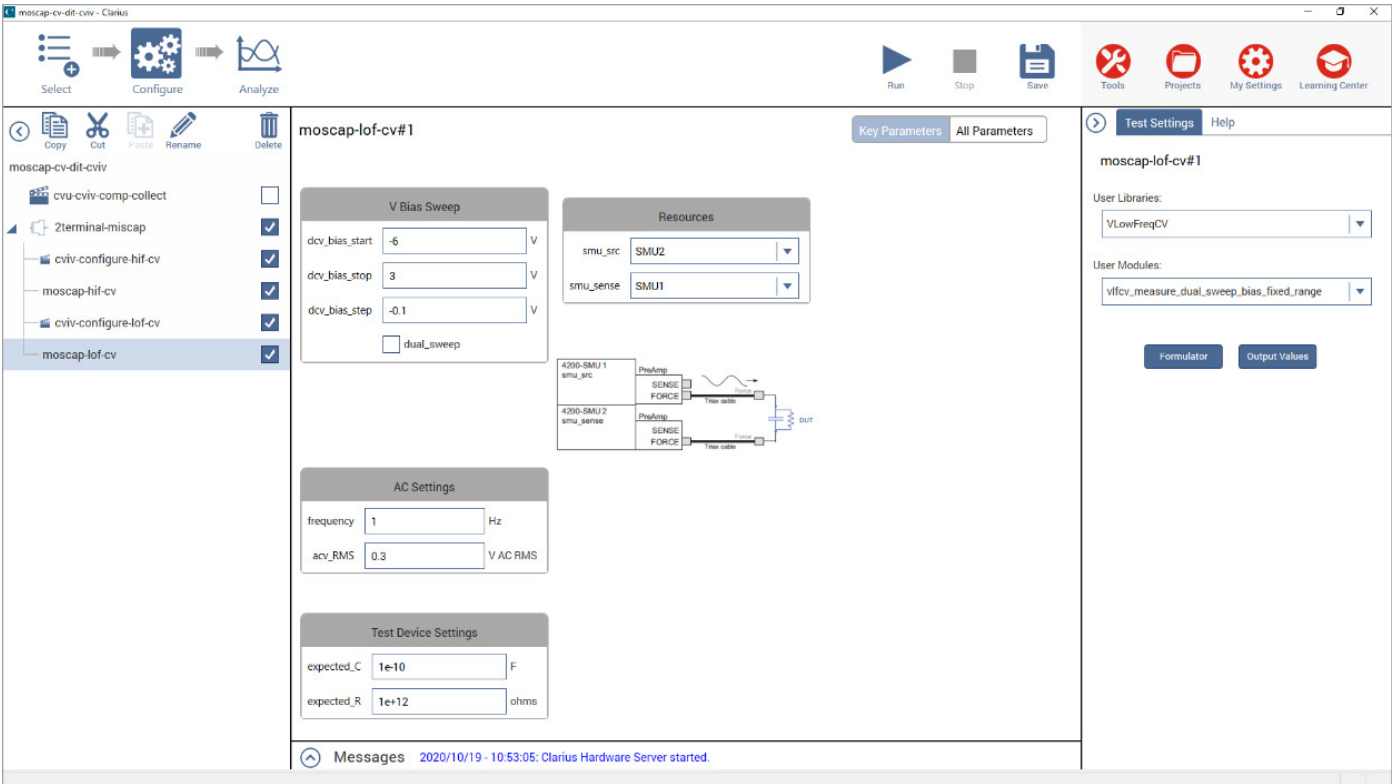 moscap-cv-dit-cviv - Clarius
Select
Configure
Analyze
Run
Stop
Save
Tools
Projects
My Settings
Learning Center
Copy
Cut
Paste
Rename
Delete
moscap-cv-dit-cviv
cvu-cviv-comp-collect
2terminal-miscap
cviv-configure-hif-cv
moscap-hif-cv
cviv-configure-lof-cv
moscap-lof-cv
moscap-lof-cv#1
Key Parameters
All Parameters
V Bias Sweep
dcv_bias_start -6 V
dcv_bias_stop 3 V
dcv_bias_step -0.1 V
dual_sweep
Resources
smu_src SMU2
smu_sense SMU1
4200-SMU 1
smu_src
PreAmp
SENSE
FORCE
Force
Triax cable
4200-SMU 2
smu_sense
PreAmp
SENSE
FORCE
Force
Triax cable
DUT
AC Settings
frequency 1 Hz
acv_RMS 0.3 V AC RMS
Test Device Settings
expected_C 1e-10 F
expected_R 1e+12 ohms
Messages 2020/10/19 - 10:53:05: Clarius Hardware Server started.
Test Settings
Help
moscap-lof-cv#1
User Libraries:
VLowFreqCV
User Modules:
vlfcv_measure_dual_sweep_bias_fixed_range
Formulator
Output Values